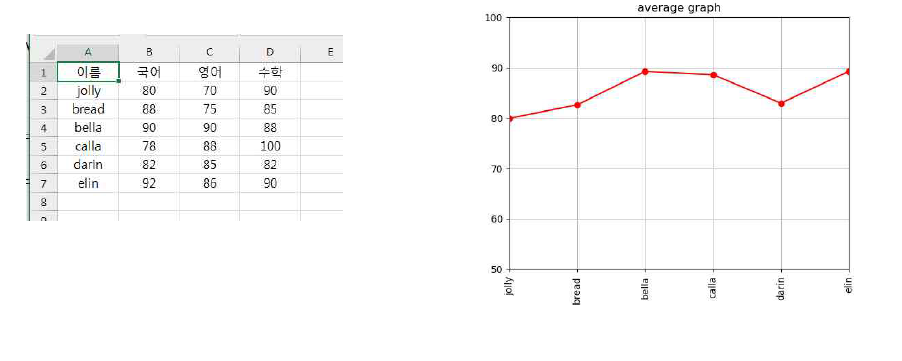 A B C D E
1 이름 국어 영어 수학
2 jolly 80 70 90
3 bread 88 75 85
4 bella 90 90 88
5 calla 78 88 100
6 darin 82 85 82
7 elin 92 86 90
8
9
average graph
100
90
80
70
60
50
jolly bread bella calla darin elin